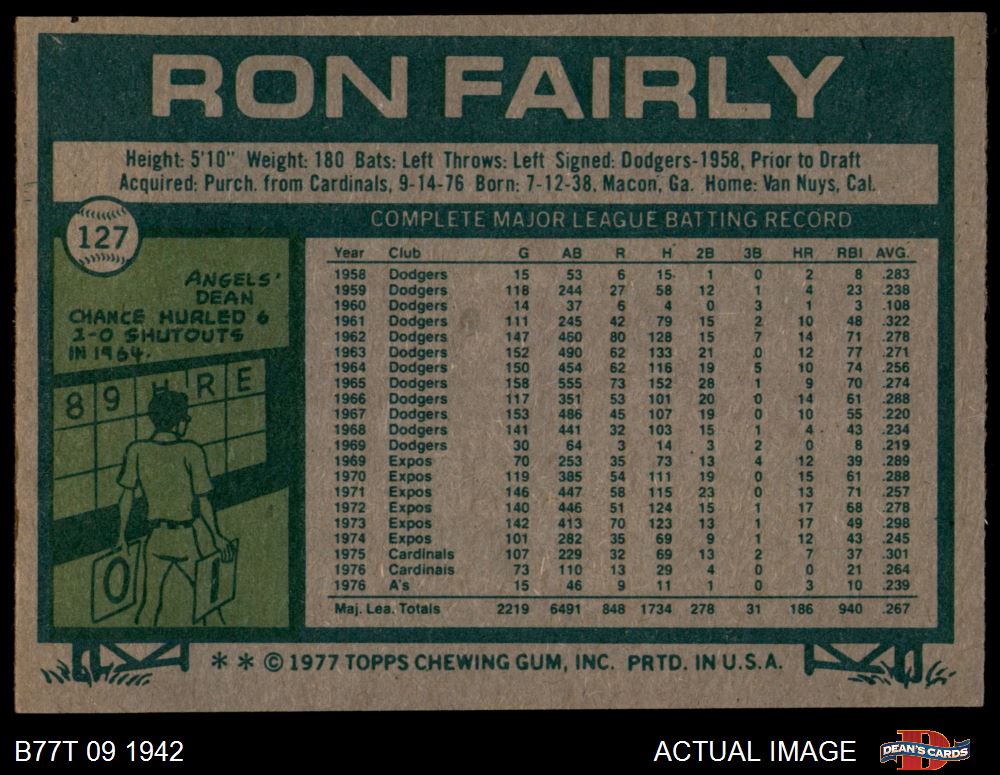 RON FAIRLY
Height: 5'10" Weight: 180 Bats: Left Throws: Left Signed: Dodgers-1958, Prior to Draft
Acquired: Purch. from Cardinals, 9-14-76 Born: 7-12-38, Macon, Ga. Home: Van Nuys, Cal.
127
COMPLETE MAJOR LEAGUE BATTING RECORD
ANGELS'
DEAN
CHANCE HURLED 6
1-0 SHUTOUTS
IN 1964.
8 9 H R E
0 1
Year Club G AB R H 2B 3B HR RBI AVG.
1958 Dodgers 15 53 6 15 1 0 2 8 .283
1959 Dodgers 118 244 27 58 12 1 4 23 .238
1960 Dodgers 14 37 6 4 0 3 1 3 .108
1961 Dodgers 111 245 42 79 15 2 10 48 .322
1962 Dodgers 147 460 80 128 15 7 14 71 .278
1963 Dodgers 152 490 62 133 21 0 12 77 .271
1964 Dodgers 150 454 62 116 19 5 10 74 .256
1965 Dodgers 158 555 73 152 28 1 9 70 .274
1966 Dodgers 117 351 53 101 20 0 14 61 .288
1967 Dodgers 153 486 45 107 19 0 10 55 .220
1968 Dodgers 141 441 32 103 15 1 4 43 .234
1969 Dodgers 30 64 3 14 3 2 0 8 .219
1969 Expos 70 253 35 73 13 4 12 39 .289
1970 Expos 119 385 54 111 19 0 15 61 .288
1971 Expos 146 447 58 115 23 0 13 71 .257
1972 Expos 140 446 51 124 15 1 17 68 .278
1973 Expos 142 413 70 123 13 1 17 49 .298
1974 Expos 101 282 35 69 9 1 12 43 .245
1975 Cardinals 107 229 32 69 13 2 7 37 .301
1976 Cardinals 73 110 13 29 4 0 0 21 .264
1976 A's 15 46 9 11 1 0 3 10 .239
Maj. Lea. Totals 2219 6491 848 1734 278 31 186 940 .267
* * © 1977 TOPPS CHEWING GUM, INC. PRTD. IN U.S.A.
B77T 09 1942
ACTUAL IMAGE
D
DEAN'S CARDS